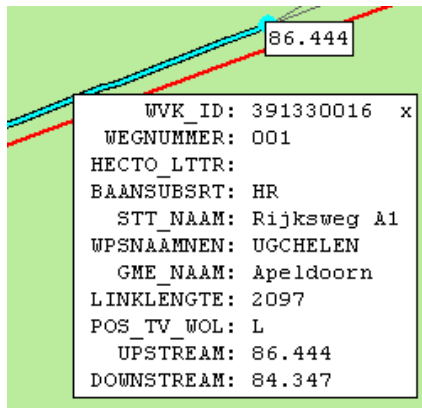 86.444
WVK_ID: 391330016 x
WEGNUMMER: 001
HECTO_LTTR:
BAANSUBSRT: HR
STT_NAAM: Rijksweg A1
WPSNAAMNEN: UGCHELEN
GME_NAAM: Apeldoorn
LINKLENGTE: 2097
POS_TV_WOL: L
UPSTREAM: 86.444
DOWNSTREAM: 84.347